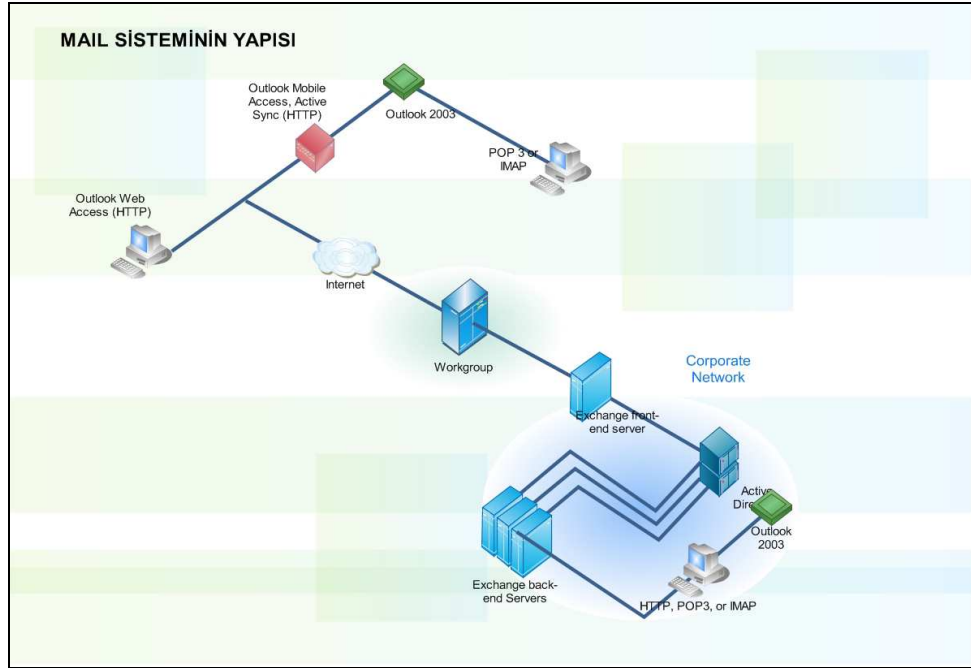 MAIL SİSTEMİNİN YAPISI
Outlook Mobile
Access, Active
Sync (HTTP)
Outlook 2003
POP 3 or
IMAP
Outlook Web
Access (HTTP)
Internet
Workgroup
Corporate
Network
Exchange front-
end server
Active
Outlook
2003
Exchange back-
end Servers
HTTP, POP3, or IMAP